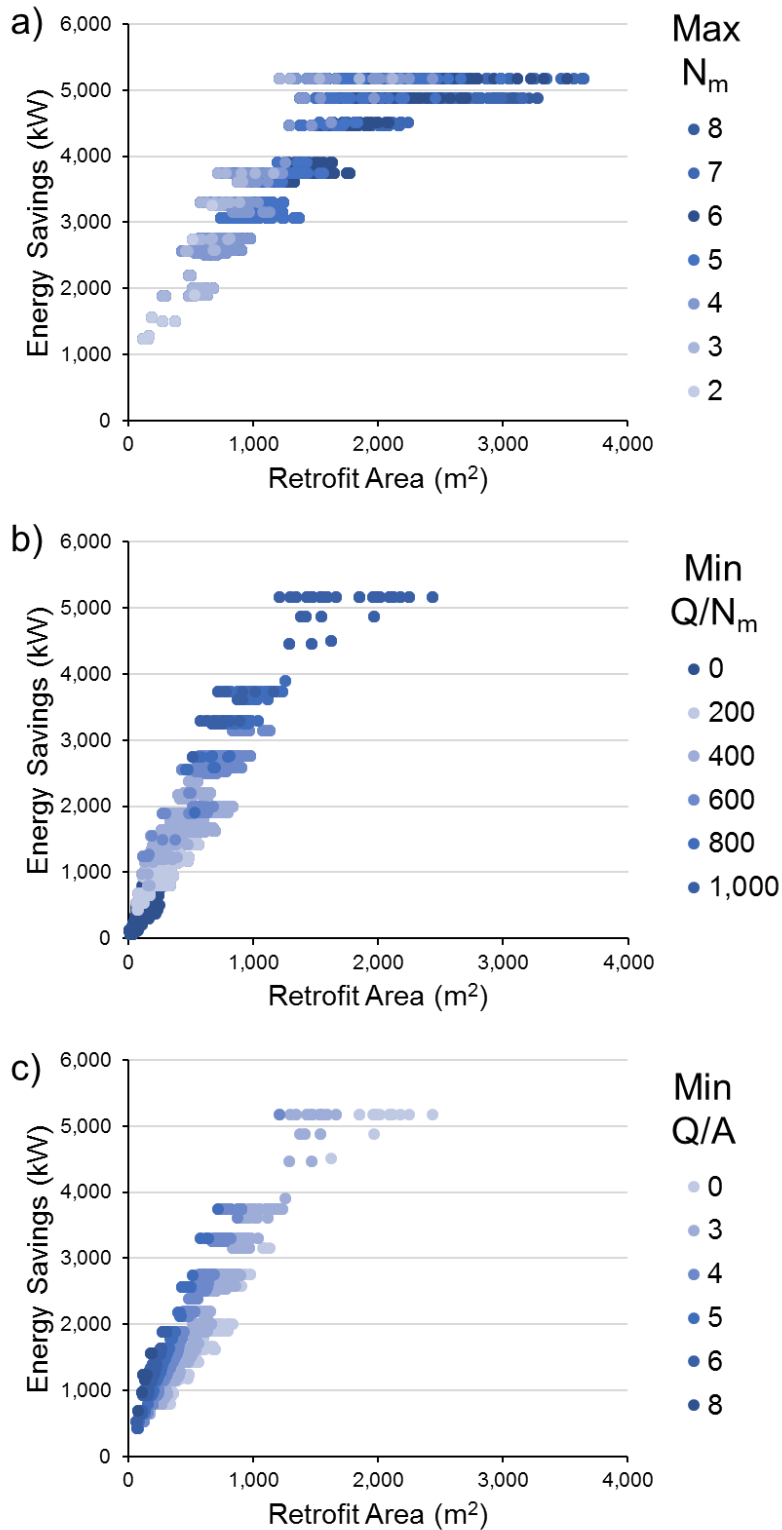 a)
6,000
5,000
4,000
3,000
2,000
1,000
0
Energy Savings (kW)
0 1,000 2,000 3,000 4,000
Retrofit Area (m²)
Max
Nₘ
8
7
6
5
4
3
2
b)
6,000
5,000
4,000
3,000
2,000
1,000
0
Energy Savings (kW)
0 1,000 2,000 3,000 4,000
Retrofit Area (m²)
Min
Q/Nₘ
0
200
400
600
800
1,000
c)
6,000
5,000
4,000
3,000
2,000
1,000
0
Energy Savings (kW)
0 1,000 2,000 3,000 4,000
Retrofit Area (m²)
Min
Q/A
0
3
4
5
6
8